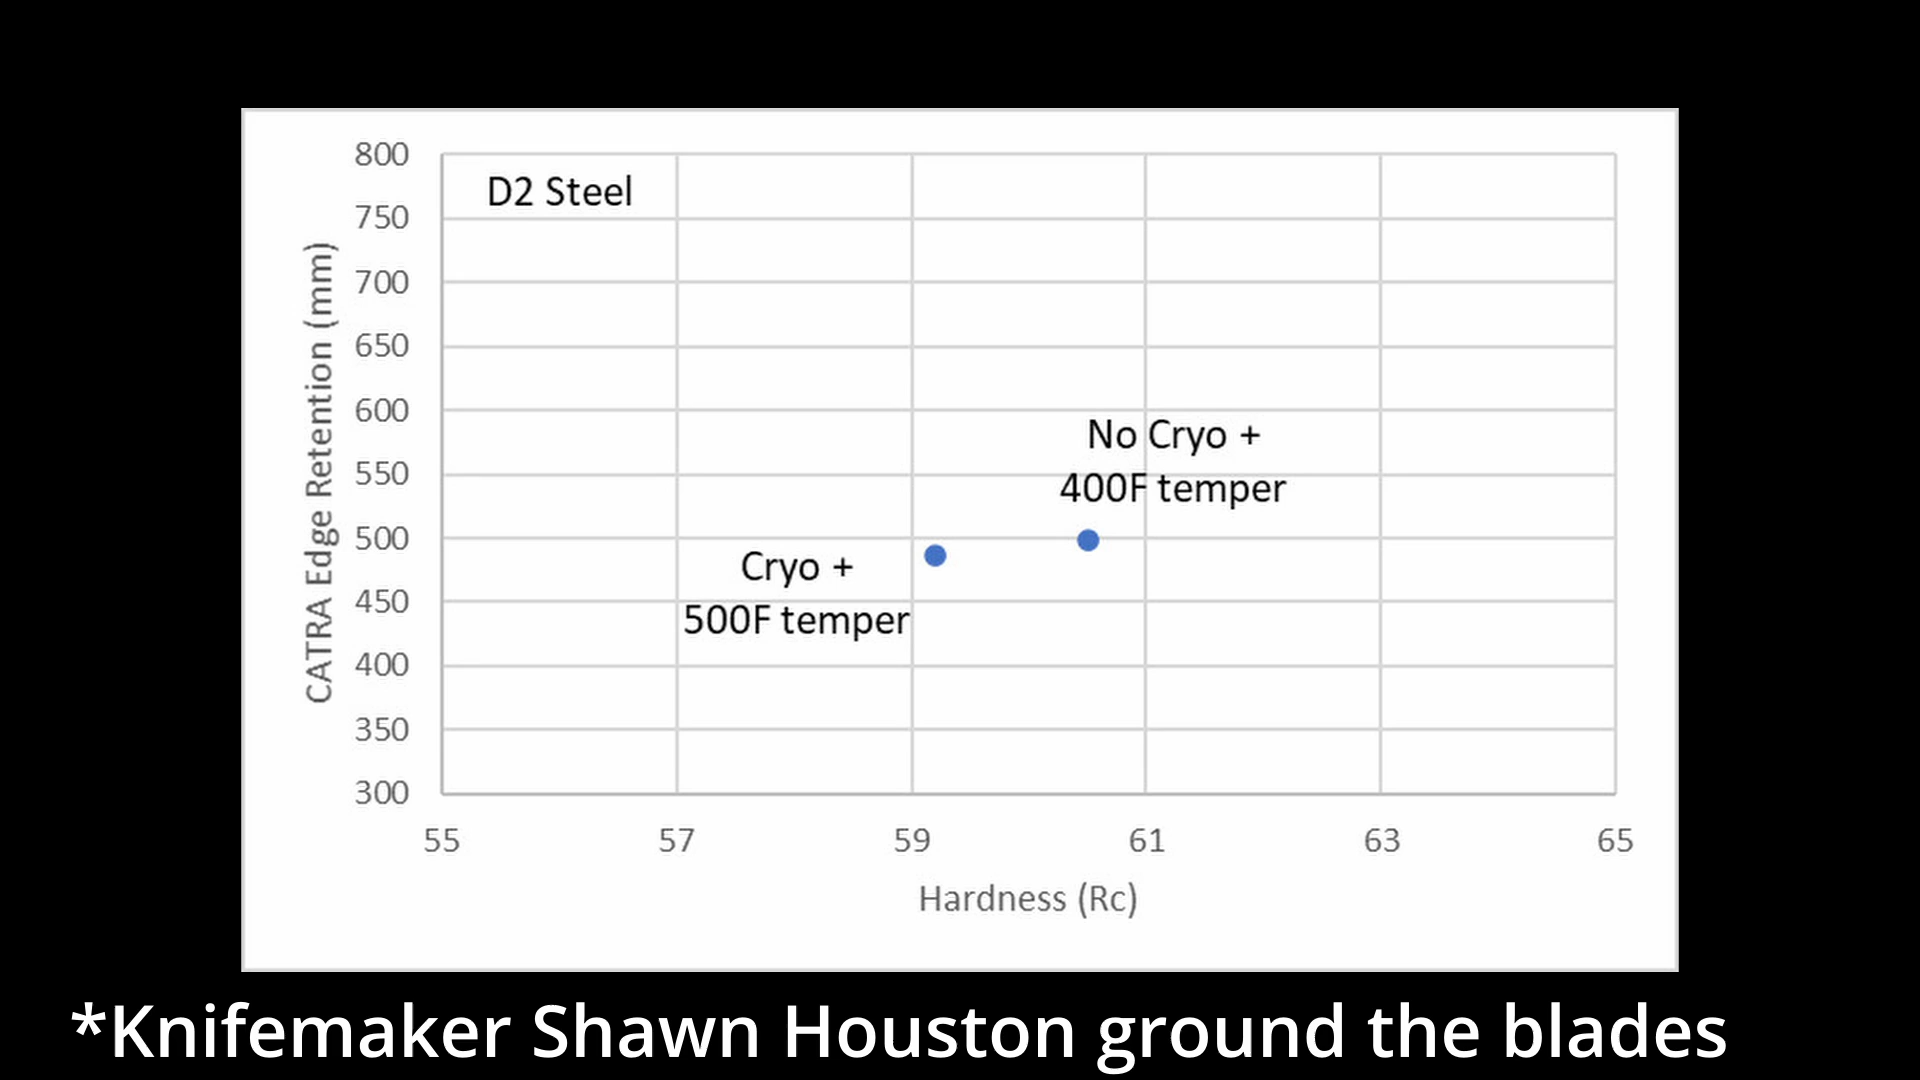 800
D2 Steel
750
700
650
600
No Cryo +
550
400F temper
500
Cryo +
450
500F temper
400
350
300
CATRA Edge Retention (mm)
55 57 59 61 63 65
Hardness (Rc)
*Knifemaker Shawn Houston ground the blades